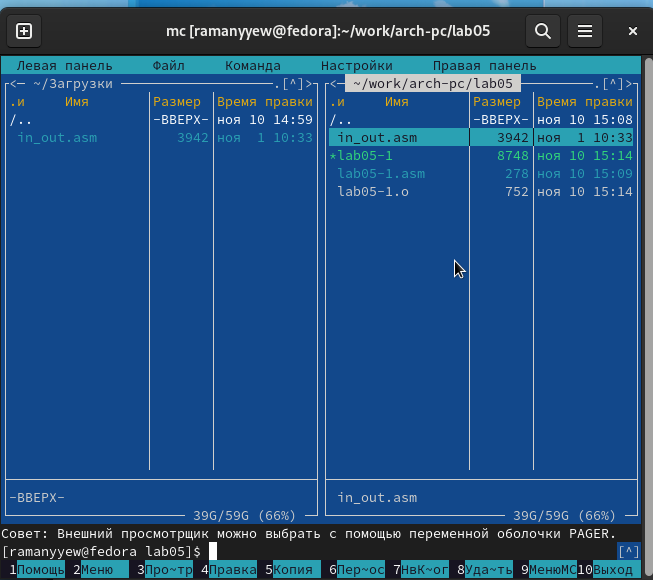 mc [ramanyyew@fedora]:~/work/arch-pc/lab05
Левая панель Файл Команда Настройки Правая панель
<— ~/Загрузки .[^]>
.и Имя Размер Время правки
/.. -ВВЕРХ- ноя 10 14:59
in_out.asm 3942 ноя 1 10:33
-ВВЕРХ-
39G/59G (66%)
<— ~/work/arch-pc/lab05 .[^]>
.и Имя Размер Время правки
/.. -ВВЕРХ- ноя 10 15:08
in_out.asm 3942 ноя 1 10:33
*lab05-1 8748 ноя 10 15:14
lab05-1.asm 278 ноя 10 15:09
lab05-1.o 752 ноя 10 15:14
in_out.asm
39G/59G (66%)
Совет: Внешний просмотрщик можно выбрать с помощью переменной оболочки PAGER.
[ramanyyew@fedora lab05]$ [^]
1Помощь 2Меню 3Про~тр 4Правка 5Копия 6Пер~ос 7НвК~ог 8Уда~ть 9МенюMC 10Выход